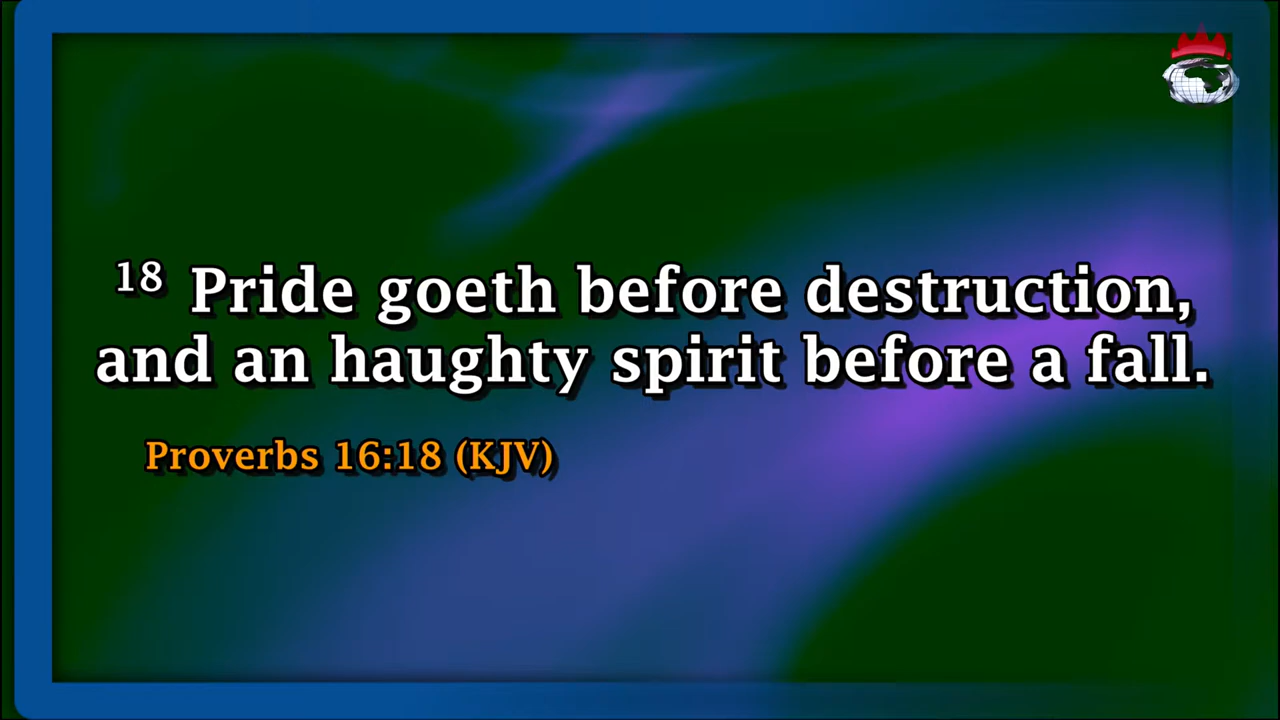 18 Pride goeth before destruction,
and an haughty spirit before a fall.
Proverbs 16:18 (KJV)